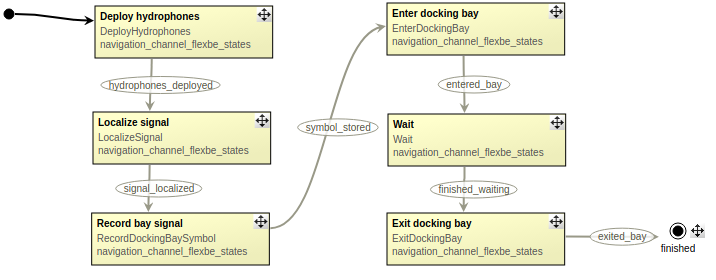 Deploy hydrophones
DeployHydrophones
navigation_channel_flexbe_states
hydrophones_deployed
Localize signal
LocalizeSignal
navigation_channel_flexbe_states
signal_localized
Record bay signal
RecordDockingBaySymbol
navigation_channel_flexbe_states
symbol_stored
Enter docking bay
EnterDockingBay
navigation_channel_flexbe_states
entered_bay
Wait
Wait
navigation_channel_flexbe_states
finished_waiting
Exit docking bay
ExitDockingBay
navigation_channel_flexbe_states
exited_bay
finished